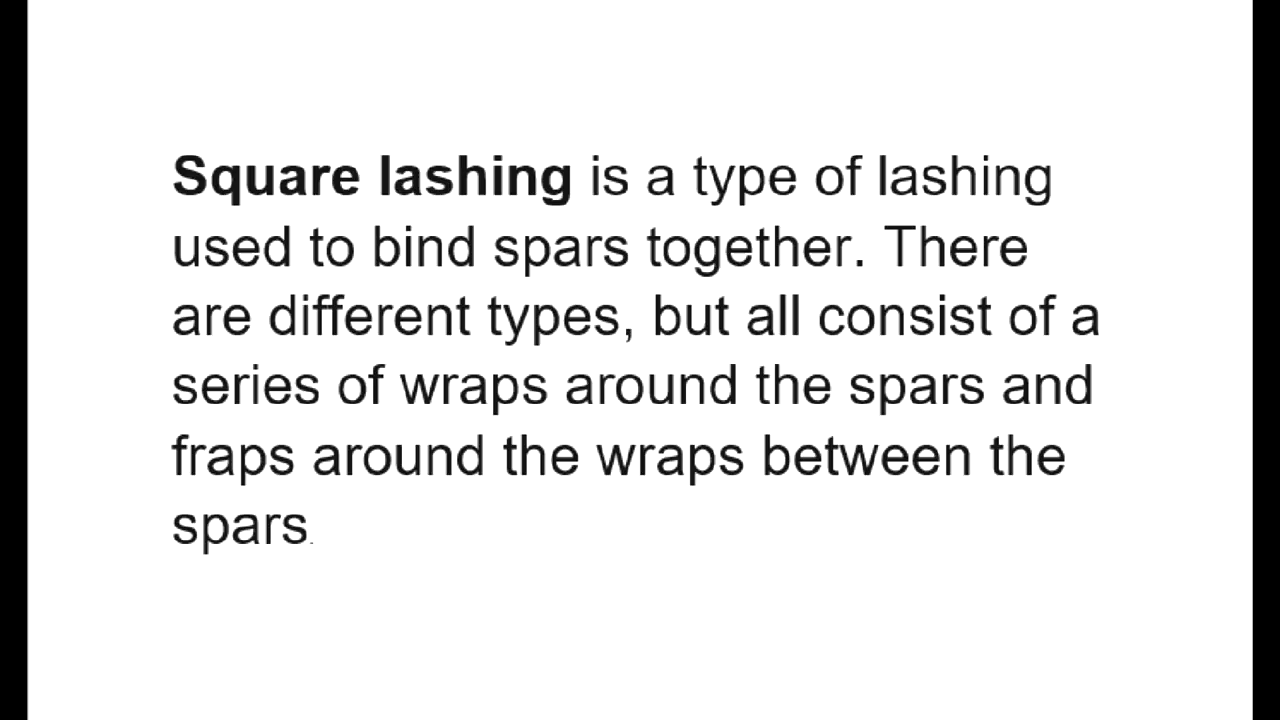 Square lashing is a type of lashing
used to bind spars together. There
are different types, but all consist of a
series of wraps around the spars and
fraps around the wraps between the
spars.